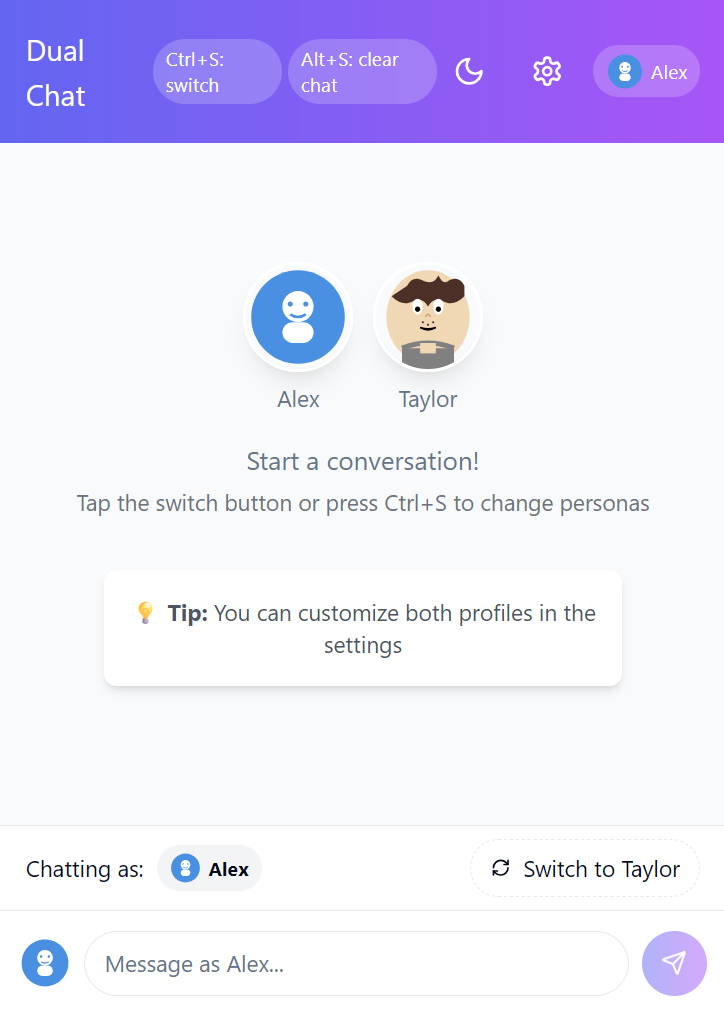 Dual
Chat
Ctrl+S:
switch
Alt+S: clear
chat
Alex
Alex
Taylor
Start a conversation!
Tap the switch button or press Ctrl+S to change personas
💡 Tip: You can customize both profiles in the
settings
Chatting as:
Alex
Switch to Taylor
Message as Alex...